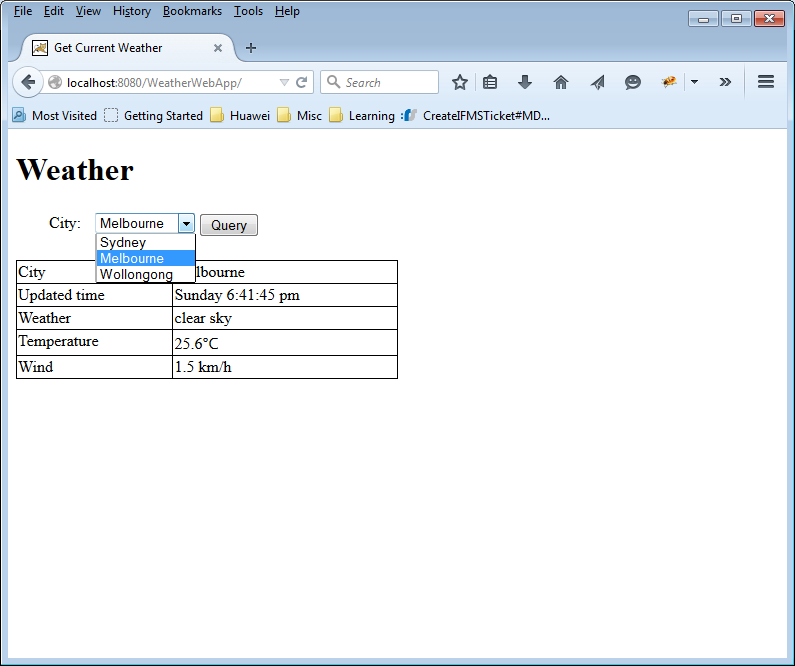 File Edit View History Bookmarks Tools Help
Get Current Weather
localhost:8080/WeatherWebApp/ Search
Most Visited Getting Started Huawei Misc Learning CreateIFMSTicket#MD...
Weather
City: Melbourne Query
Sydney
Melbourne
Wollongong
City lbourne
Updated time Sunday 6:41:45 pm
Weather clear sky
Temperature 25.6°C
Wind 1.5 km/h